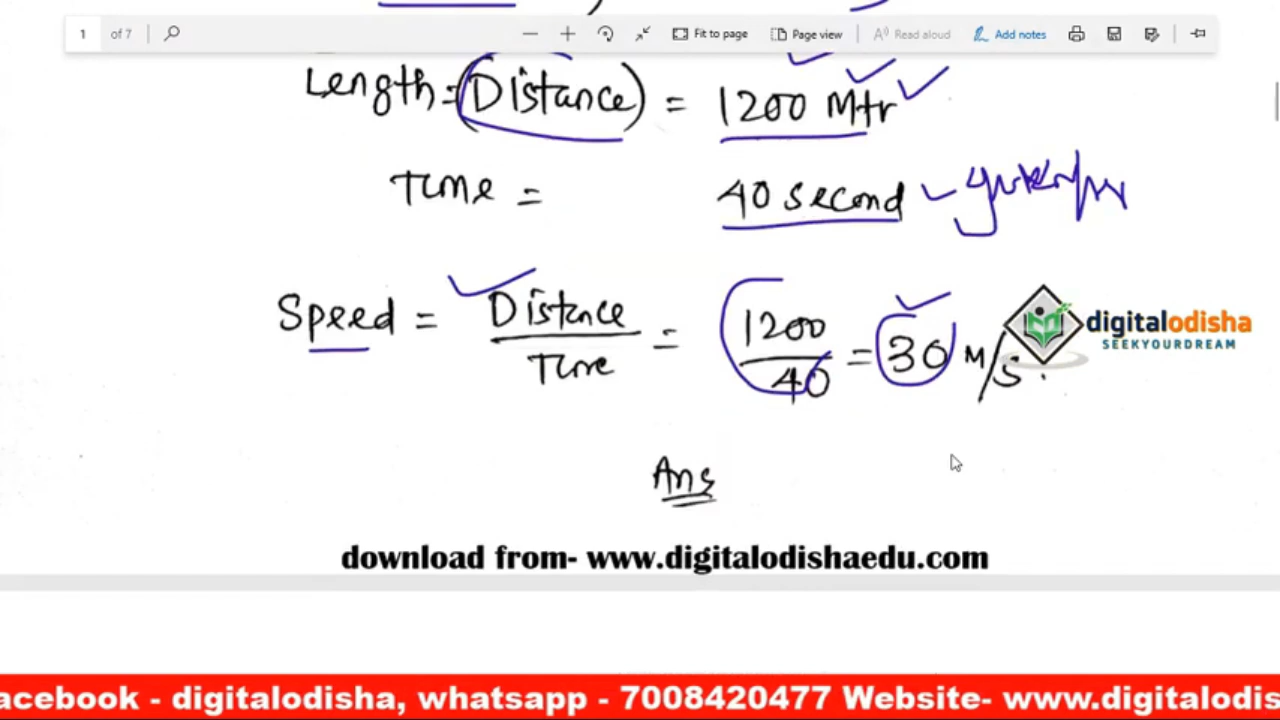 1 of 7 Fit to page Page view Read aloud Add notes
Length = (Distance) = 1200 Mtr
Time = 40 second
Speed = Distance / Time = 1200 / 40 = 30 M/S.
digitalodisha
SEEKYOURDREAM
Ans
download from- www.digitalodishaedu.com
acebook - digitalodisha, whatsapp - 7008420477 Website- www.digitalodis